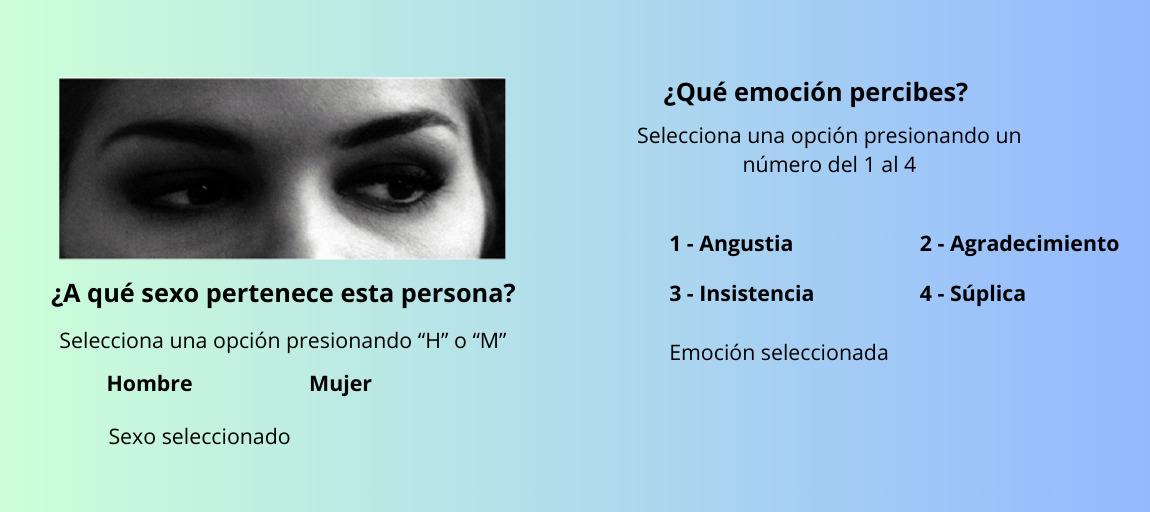 ¿A qué sexo pertenece esta persona?
Selecciona una opción presionando “H” o “M”
Hombre Mujer
Sexo seleccionado
¿Qué emoción percibes?
Selecciona una opción presionando un
número del 1 al 4
1 - Angustia 2 - Agradecimiento
3 - Insistencia 4 - Súplica
Emoción seleccionada